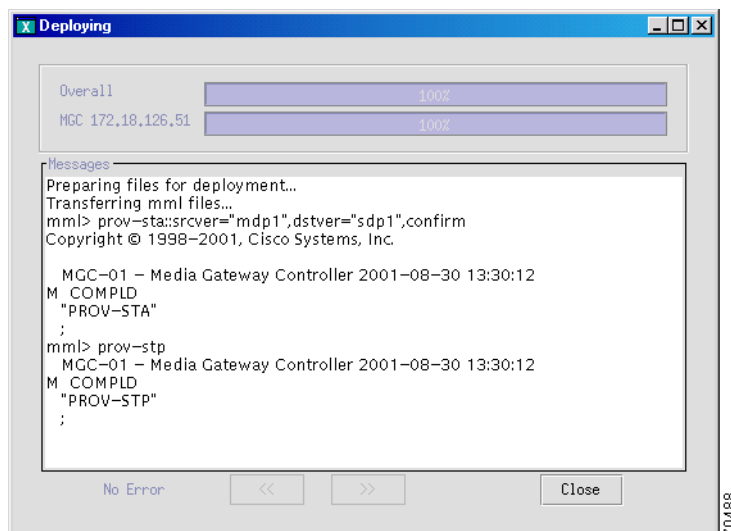 X Deploying
Overall 100%
MGC 172.18.126.51 100%
Messages
Preparing files for deployment...
Transferring mml files...
mml> prov-sta::srcver="mdp1",dstver="sdp1",confirm
Copyright © 1998-2001, Cisco Systems, Inc.
MGC-01 – Media Gateway Controller 2001-08-30 13:30:12
M COMPLD
"PROV-STA"
;
mml> prov-stp
MGC-01 – Media Gateway Controller 2001-08-30 13:30:12
M COMPLD
"PROV-STP"
;
No Error << >> Close